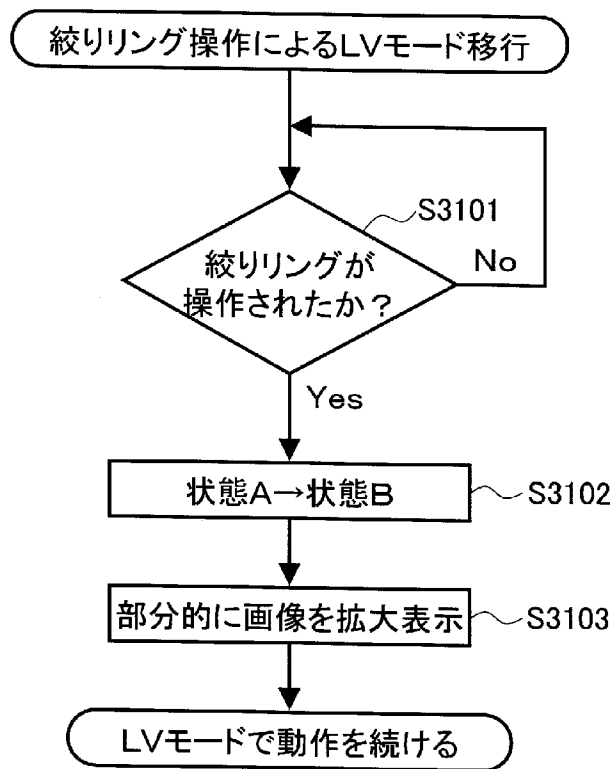 絞りリング操作によるLVモード移行
S3101
絞りリングが
操作されたか？
No
Yes
状態A→状態B
S3102
部分的に画像を拡大表示
S3103
LVモードで動作を続ける